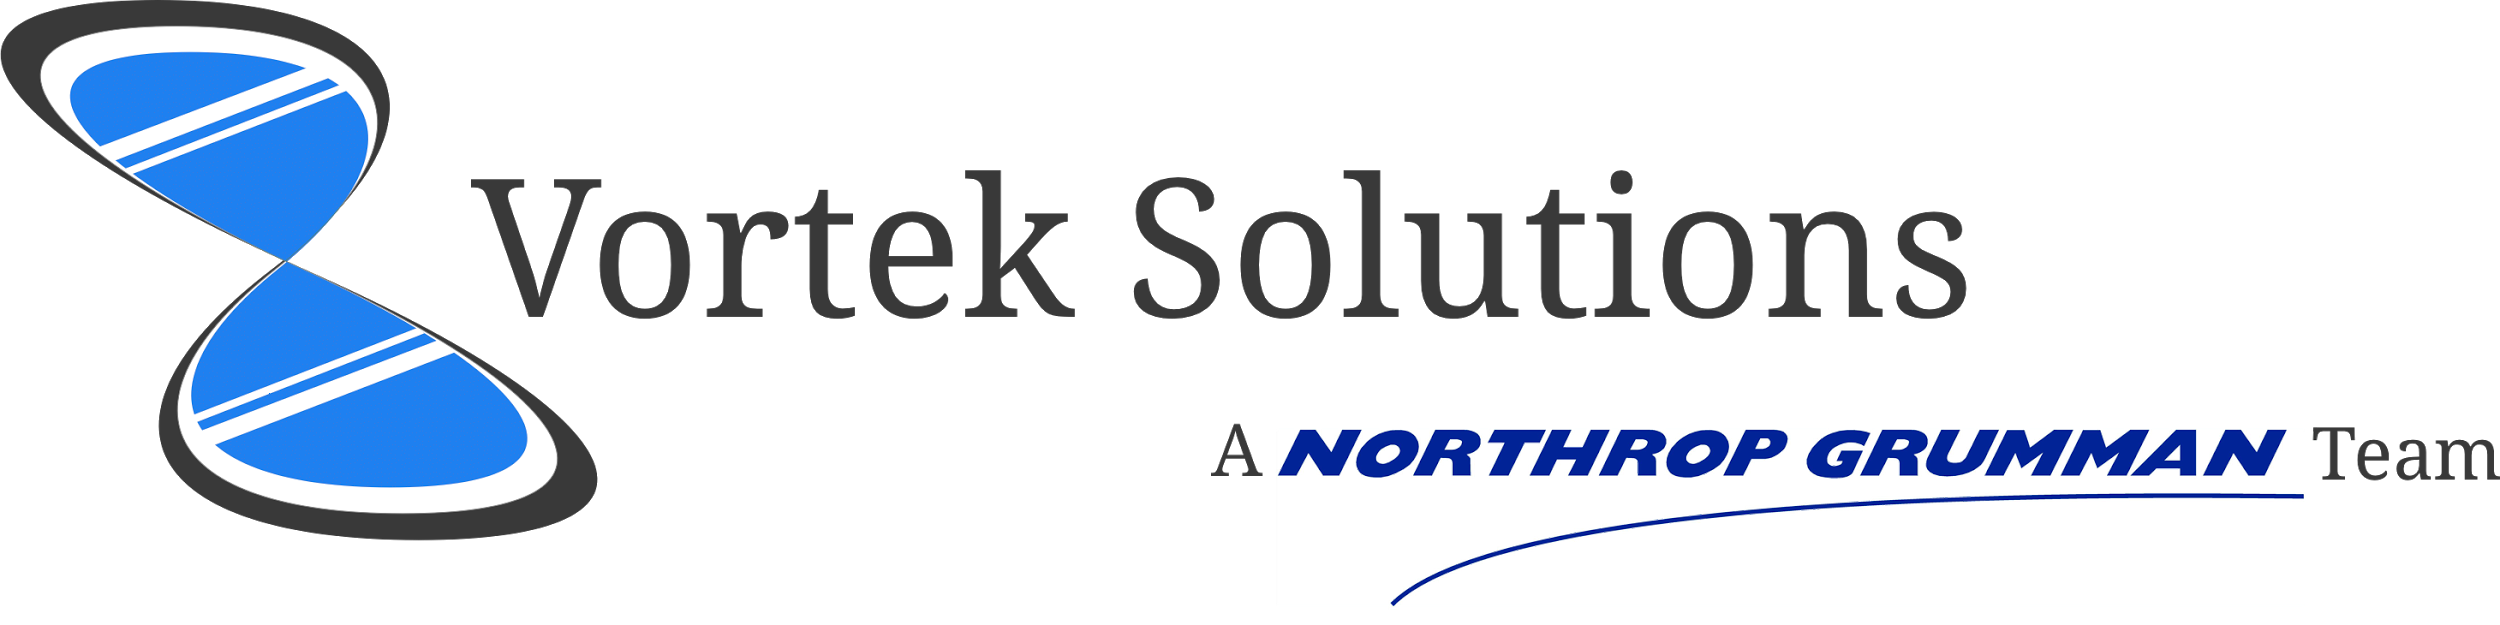 Vortek Solutions
A NORTHROP GRUMMAN Team